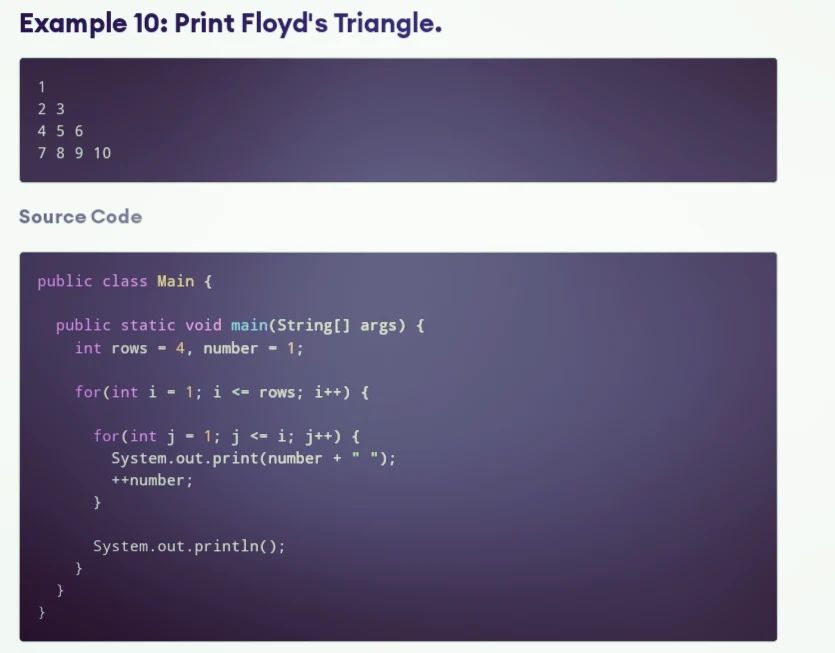 Example 10: Print Floyd's Triangle.
1
2 3
4 5 6
7 8 9 10
Source Code
public class Main {
public static void main(String[] args) {
int rows = 4, number = 1;
for(int i = 1; i <= rows; i++) {
for(int j = 1; j <= i; j++) {
System.out.print(number + " ");
++number;
}
System.out.println();
}
}
}